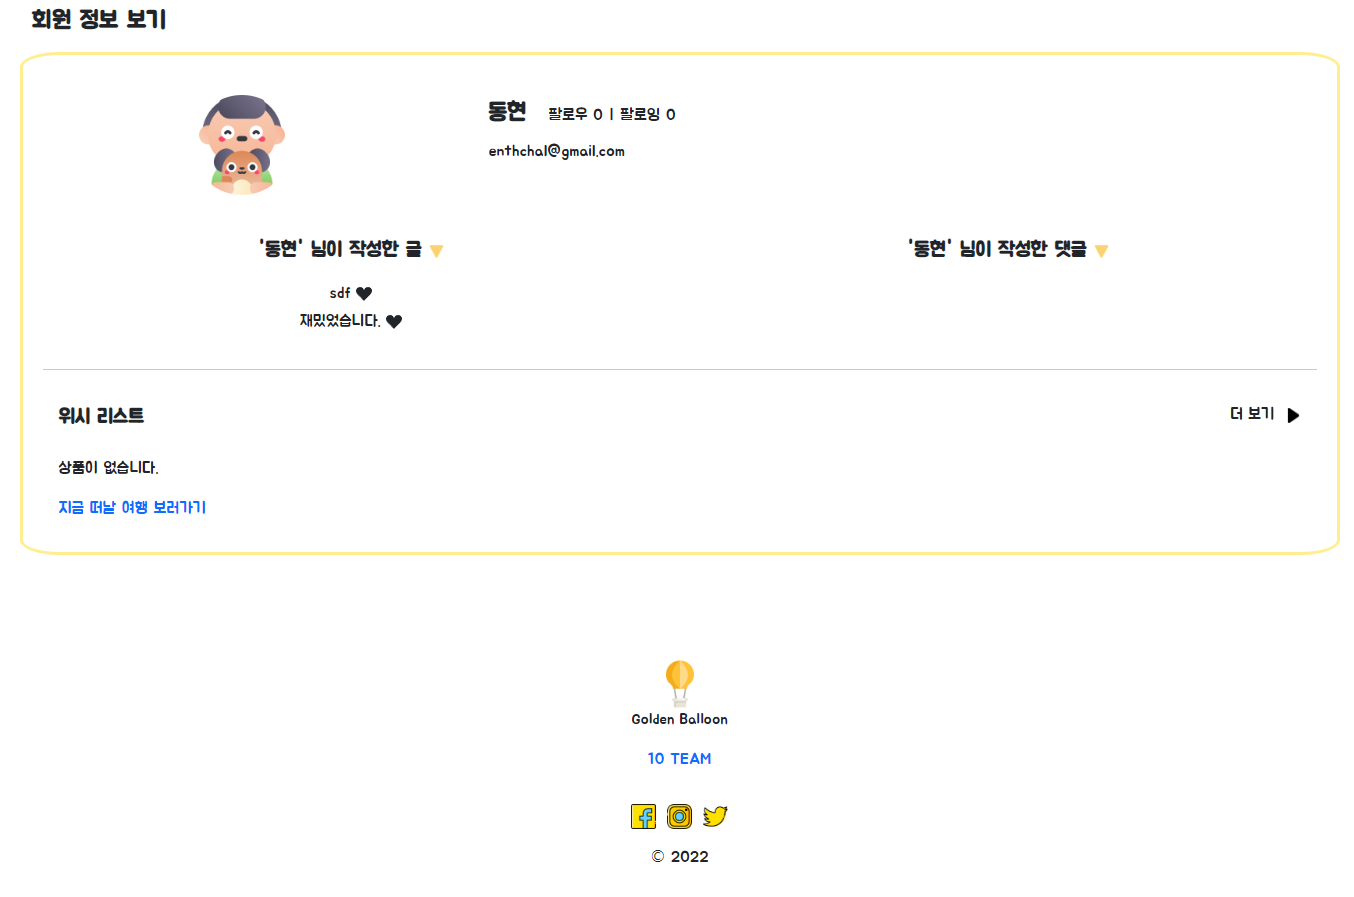 회원 정보 보기
동현 팔로우 0 | 팔로잉 0
enthchal@gmail.com
'동현' 님이 작성한 글 ▼
'동현' 님이 작성한 댓글 ▼
sdf ♥
재밌었습니다. ♥
위시 리스트
더 보기 ▶
상품이 없습니다.
지금 떠날 여행 보러가기
Golden Balloon
10 TEAM
© 2022